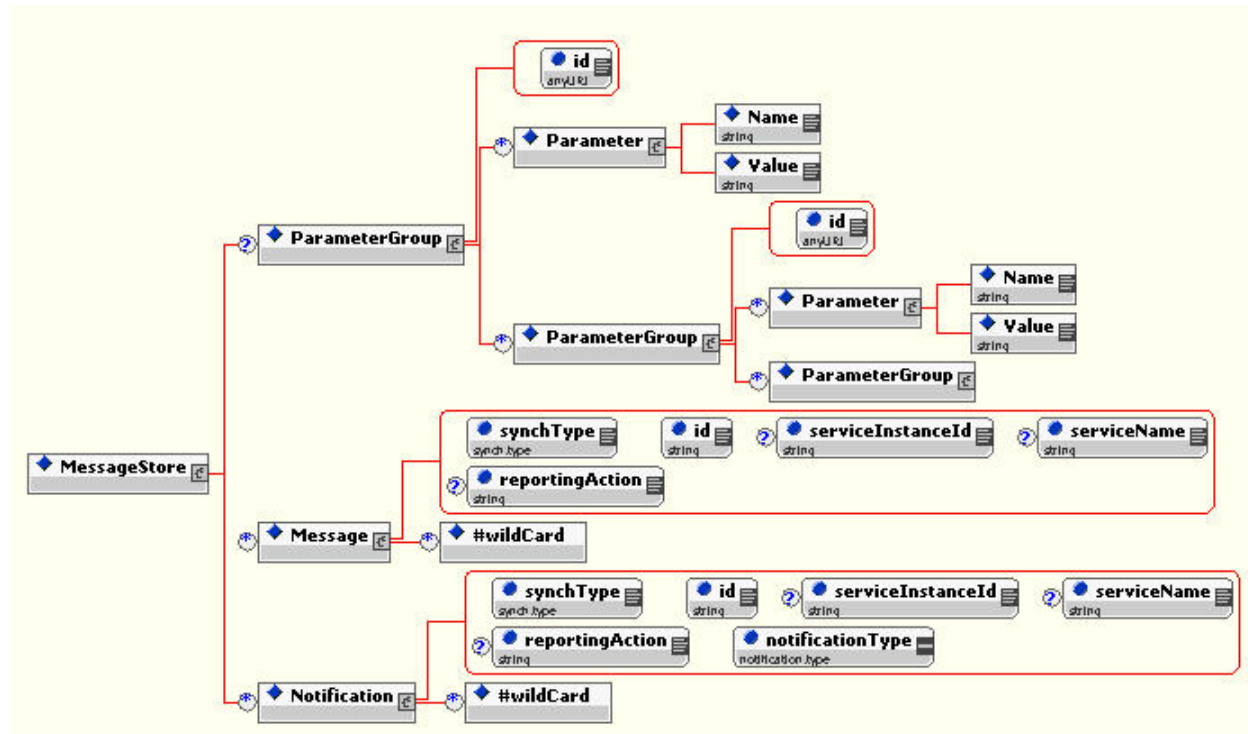 id
anyURI
Name
string
* Parameter
Value
string
id
anyURI
? ParameterGroup
Name
string
* Parameter
Value
string
* ParameterGroup
* ParameterGroup
synchType id ? serviceInstanceId ? serviceName
synch.type string string string
MessageStore
? reportingAction
string
* Message * #wildCard
synchType id ? serviceInstanceId ? serviceName
synch.type string string string
? reportingAction notificationType
string notification.type
* Notification * #wildCard